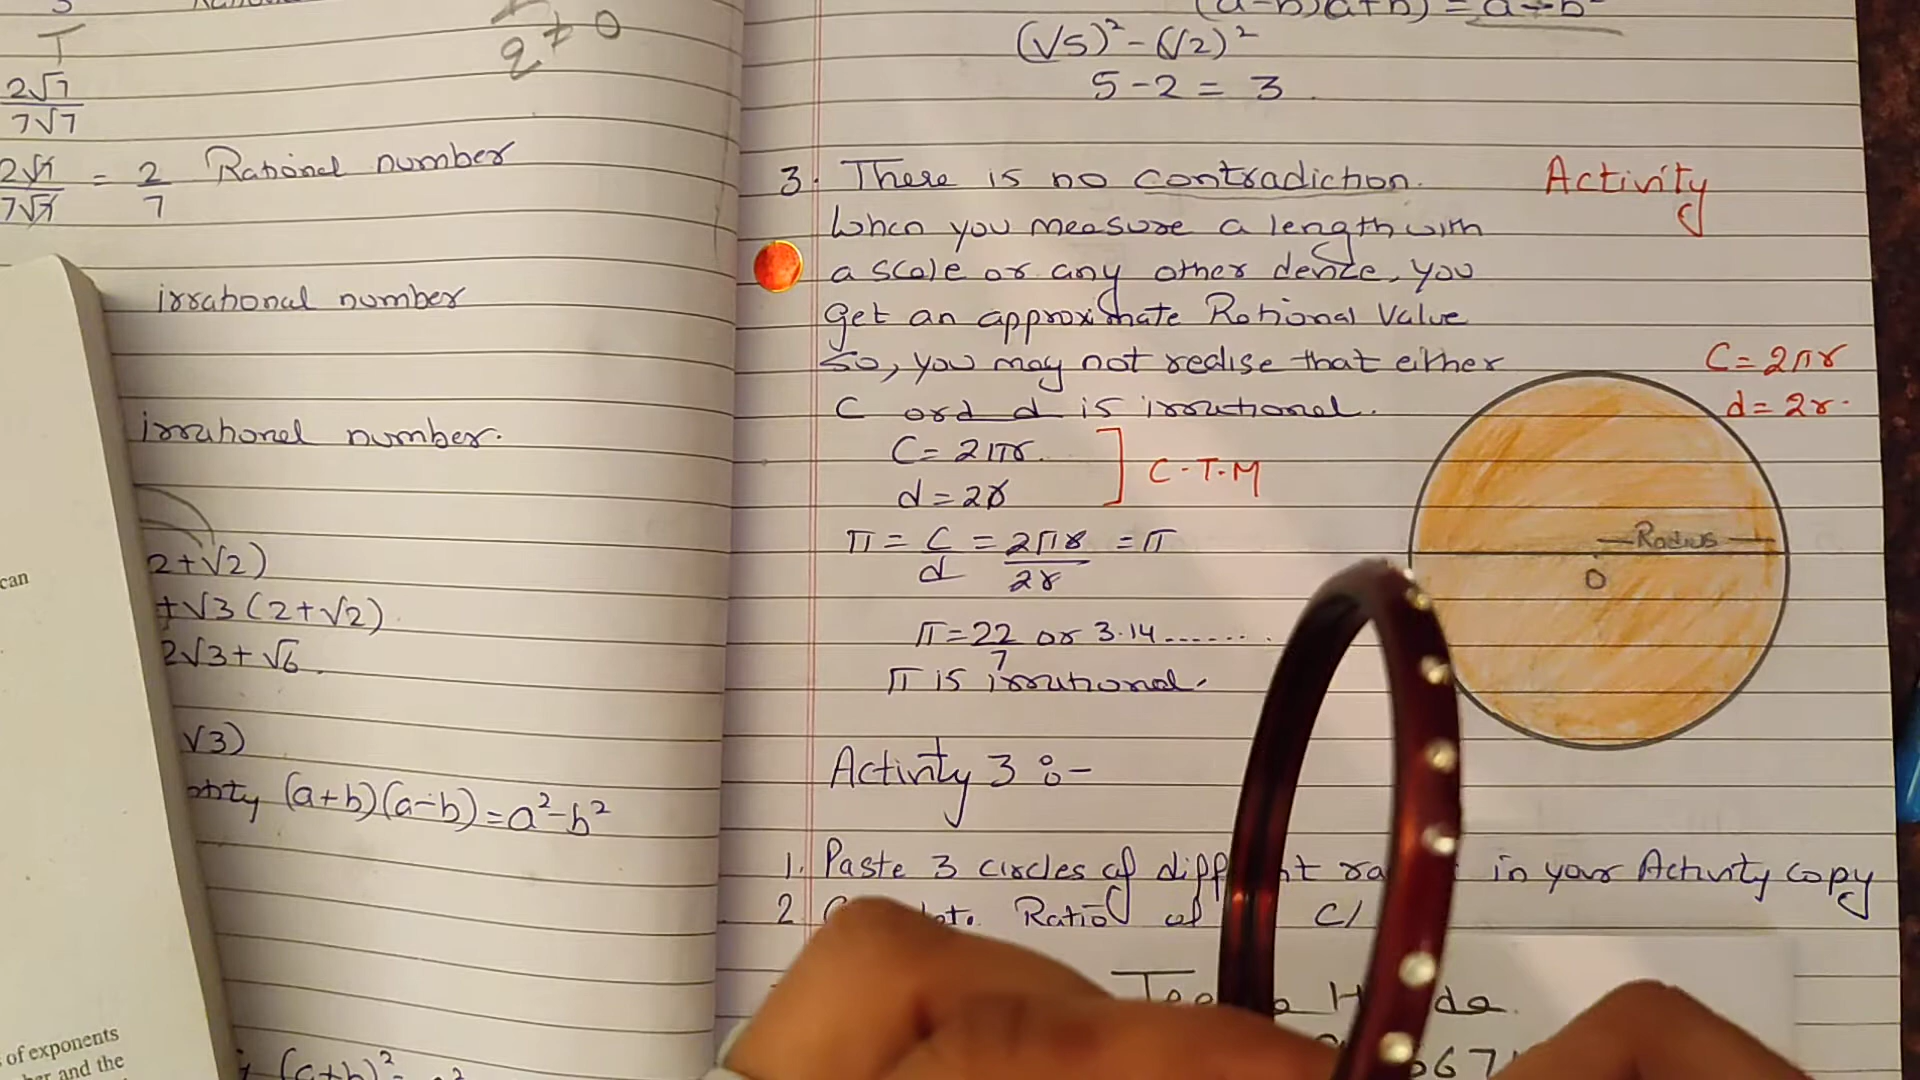 q ≠ 0
2√7
7√7
2√7 = 2 Rational number
7√7 7
irrational number
irrahonel number.
2+√2)
+√3(2+√2)
2√3+√6
√3)
(a+b)(a-b)=a²-b²
(a+b)²
can
of exponents
and the
(a-b)(a+b) = a²-b²
(√5)²-(√2)²
5-2 = 3
3. There is no contradiction. Activity
When you measure a length with
a scale or any other device, you
get an approximate Rational Value
So, you may not realise that either
C or d d is irrational.
C = 2πr
d = 2r.
C = 2πr.
d = 2r
C.T.M
π = C = 2πr = π
d 2r
Radius
O
π = 22 or 3.14.......
7
π is irrational.
Activity 3 :-
1. Paste 3 circles of in your Activity copy
2. Ratio of C/